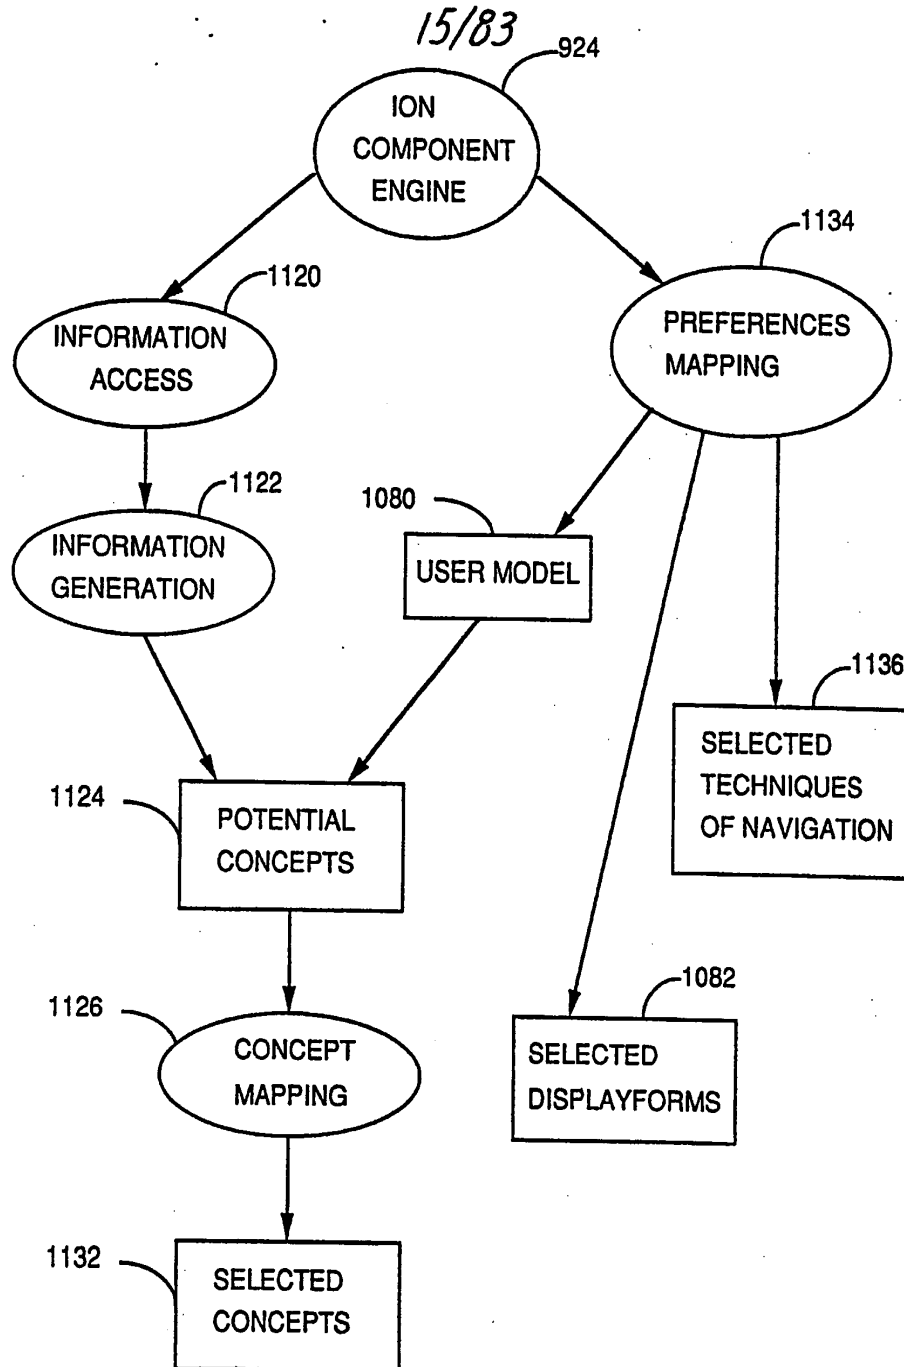 15/83
924
ION
COMPONENT
ENGINE
1134
1120
PREFERENCES
MAPPING
INFORMATION
ACCESS
1122
1080
INFORMATION
GENERATION
USER MODEL
1136
SELECTED
TECHNIQUES
OF NAVIGATION
1124
POTENTIAL
CONCEPTS
1082
1126
CONCEPT
MAPPING
SELECTED
DISPLAYFORMS
1132
SELECTED
CONCEPTS